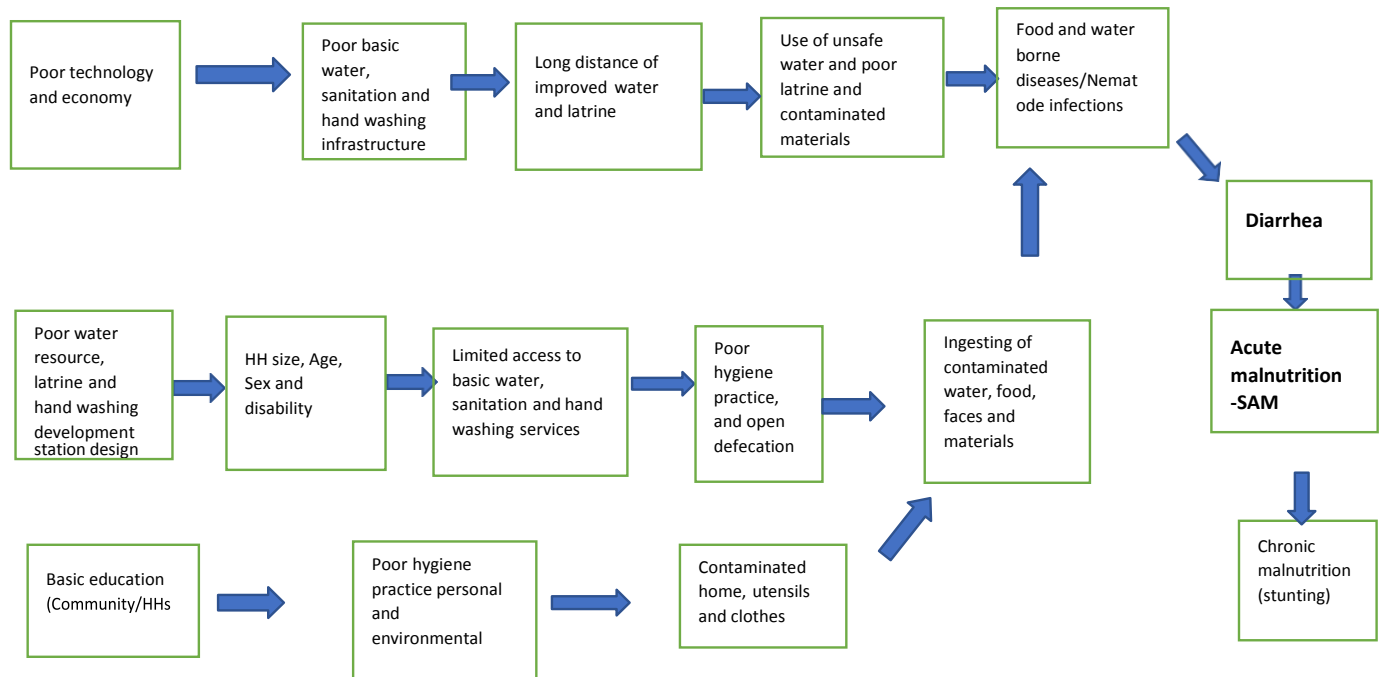 Poor technology
and economy
Poor basic
water,
sanitation and
hand washing
infrastructure
Long distance of
improved water
and latrine
Use of unsafe
water and poor
latrine and
contaminated
materials
Food and water
borne
diseases/Nemat
ode infections
Diarrhea
Acute
malnutrition
-SAM
Chronic
malnutrition
(stunting)
Poor water
resource,
latrine and
hand washing
development
station design
HH size, Age,
Sex and
disability
Limited access to
basic water,
sanitation and hand
washing services
Poor
hygiene
practice,
and open
defecation
Ingesting of
contaminated
water, food,
faces and
materials
Basic education
(Community/HHs
Poor hygiene
practice personal
and
environmental
Contaminated
home, utensils
and clothes